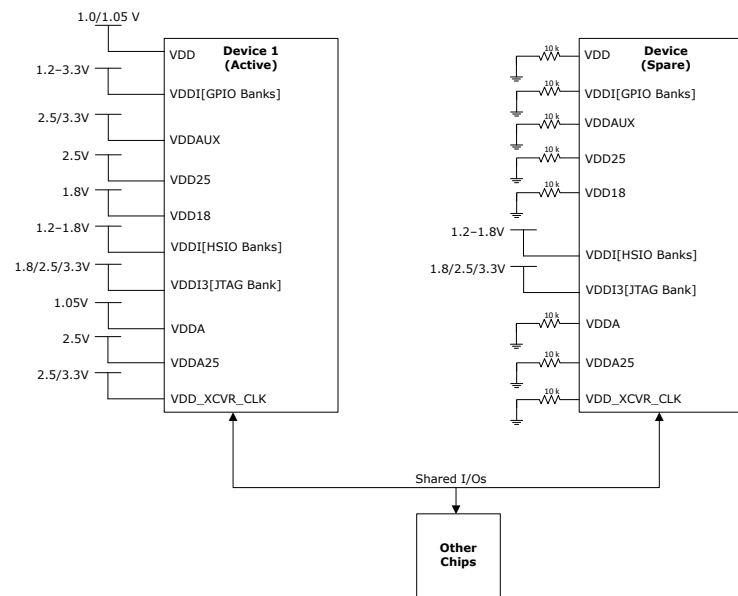 1.0/1.05 V
Device 1
(Active)
VDD
1.2–3.3V
VDDI[GPIO Banks]
2.5/3.3V
VDDAUX
2.5V
VDD25
1.8V
VDD18
1.2–1.8V
VDDI[HSIO Banks]
1.8/2.5/3.3V
VDDI3[JTAG Bank]
1.05V
VDDA
2.5V
VDDA25
2.5/3.3V
VDD_XCVR_CLK
Device
(Spare)
10 k
VDD
10 k
VDDI[GPIO Banks]
10 k
VDDAUX
10 k
VDD25
10 k
VDD18
1.2–1.8V
VDDI[HSIO Banks]
1.8/2.5/3.3V
VDDI3[JTAG Bank]
10 k
VDDA
10 k
VDDA25
10 k
VDD_XCVR_CLK
Shared I/Os
Other
Chips